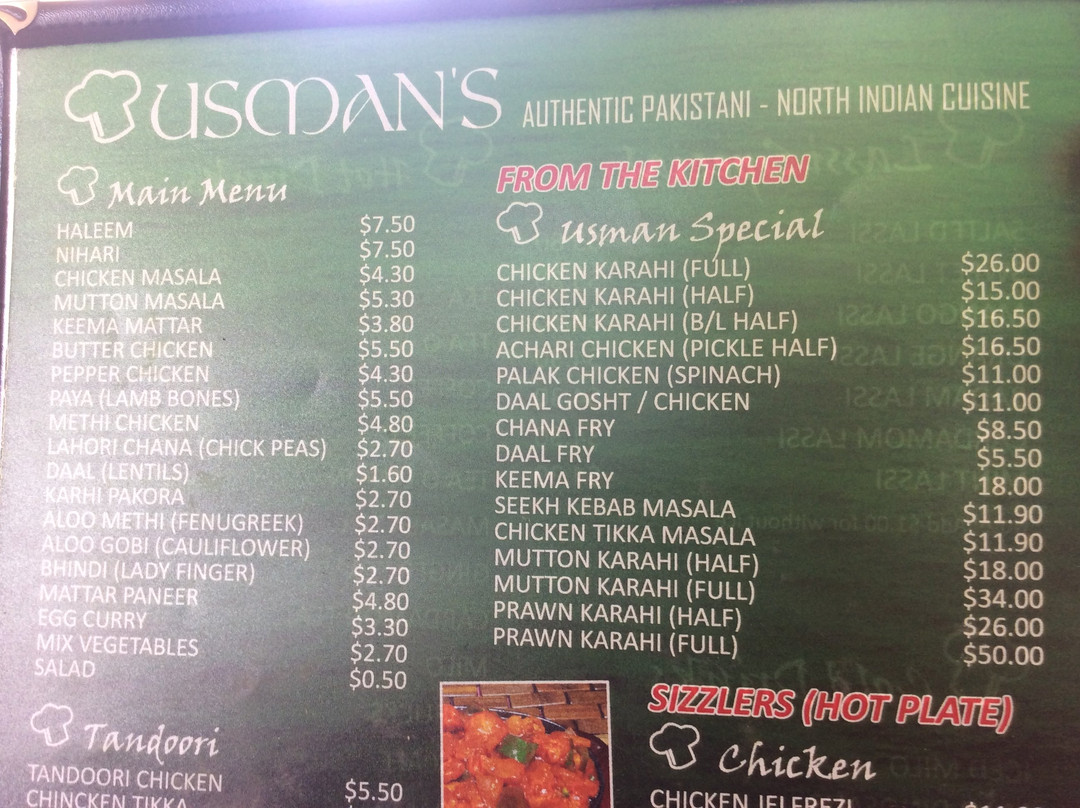 USMAN'S AUTHENTIC PAKISTANI - NORTH INDIAN CUISINE
Main Menu
HALEEM $7.50
NIHARI $7.50
CHICKEN MASALA $4.30
MUTTON MASALA $5.30
KEEMA MATTAR $3.80
BUTTER CHICKEN $5.50
PEPPER CHICKEN $4.30
PAYA (LAMB BONES) $5.50
METHI CHICKEN $4.80
LAHORI CHANA (CHICK PEAS) $2.70
DAAL (LENTILS) $1.60
KARHI PAKORA $2.70
ALOO METHI (FENUGREEK) $2.70
ALOO GOBI (CAULIFLOWER) $2.70
BHINDI (LADY FINGER) $2.70
MATTAR PANEER $4.80
EGG CURRY $3.30
MIX VEGETABLES $2.70
SALAD $0.50
Tandoori
TANDOORI CHICKEN $5.50
CHINCKEN TIKKA
FROM THE KITCHEN
Usman Special
CHICKEN KARAHI (FULL) $26.00
CHICKEN KARAHI (HALF) $15.00
CHICKEN KARAHI (B/L HALF) $16.50
ACHARI CHICKEN (PICKLE HALF) $16.50
PALAK CHICKEN (SPINACH) $11.00
DAAL GOSHT / CHICKEN $11.00
CHANA FRY $8.50
DAAL FRY $5.50
KEEMA FRY 18.00
SEEKH KEBAB MASALA $11.90
CHICKEN TIKKA MASALA $11.90
MUTTON KARAHI (HALF) $18.00
MUTTON KARAHI (FULL) $34.00
PRAWN KARAHI (HALF) $26.00
PRAWN KARAHI (FULL) $50.00
SIZZLERS (HOT PLATE)
Chicken
CHICKEN JELFREZI